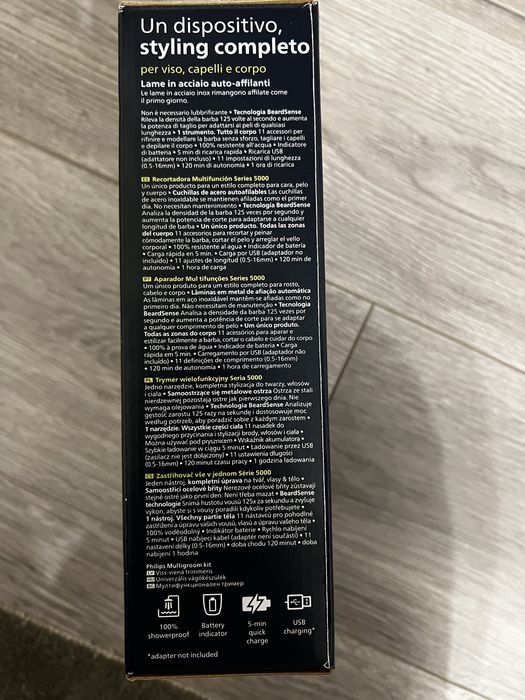 Un dispositivo,
styling completo
per viso, capelli e corpo
Lame in acciaio auto-affilanti
Le lame in acciaio inox rimangono affilate come
il primo giorno.
Non è necessario lubrificante • Tecnologia BeardSense
Rileva la densità della barba 125 volte al secondo e aumenta
la potenza di taglio per adattarsi ai peli di qualsiasi
lunghezza • 1 strumento. Tutto il corpo 11 accessori per
rifinire e modellare la barba senza sforzo, tagliare i capelli
e depilare il corpo • 100% resistente all'acqua • Indicatore
di batteria • 5 min di ricarica rapida • Ricarica USB
(adattatore non incluso) • 11 impostazioni di lunghezza
(0.5-16mm) • 120 min di autonomia • 1 ora di ricarica
ES Recortadora Multifunción Series 5000
Un único producto para un estilo completo para cara, pelo
y cuerpo • Cuchillas de acero autoafilables Las cuchillas
de acero inoxidable se mantienen afiladas como el primer
día. No necesitan mantenimiento • Tecnología BeardSense
Analiza la densidad de la barba 125 veces por segundo y
aumenta la potencia de corte para adaptarse a cualquier
longitud de barba • Un único producto. Todas las zonas
del cuerpo 11 accesorios para recortar y peinar
cómodamente la barba, cortar el pelo y arreglar el vello
corporal • 100% resistente al agua • Indicador de batería
• Carga rápida en 5 min. • Carga por USB (adaptador no
incluido) • 11 ajustes de longitud (0.5-16mm) • 120 min de
autonomía • 1 hora de carga
PT Aparador Mul tifunções Series 5000
Um único produto para um estilo completo para rosto,
cabelo e corpo • Lâminas em metal de afiação automática
As lâminas em aço inoxidável mantêm-se afiadas como no
primeiro dia. Não necesitam de manutenção • Tecnologia
BeardSense Analisa a densidade da barba 125 vezes por
segundo e aumenta a potência de corte para se adaptar
a qualquer comprimento de pelo • Um único produto.
Todas as zonas do corpo 11 acessórios para aparar e
estilizar facilmente a barba, cortar o cabelo e cuidar do corpo
• 100% à prova de água • Indicador de bateria • Carga
rápida em 5 min. • Carregamento por USB (adaptador não
incluído) • 11 definições de comprimento (0.5-16mm)
• 120 min de autonomia • 1 hora de carregamento
PL Trymer wielofunkcyjny Seria 5000
Jedno narzędzie, kompletna stylizacja do twarzy, włosów
i ciała • Samoostrzące się metalowe ostrza Ostrza ze stali
nierdzewnej pozostają ostre jak pierwszego dnia. Nie
wymaga olejowania • Technologia BeardSense Analizuje
gęstość zarostu 125 razy na sekundę i dostosowuje moc
według potrzeb, aby poradzić sobie z każdym zarostem •
1 narzędzie. Wszystkie części ciała 11 nasadek do
wygodnego przycinania i stylizacji brody, włosów i ciała •
Można używać pod prysznicem • Wskaźnik akumulatora •
Szybkie ładowanie w ciągu 5 minut • Ładowanie przez USB
(zasilacz nie jest dołączony) • 11 ustawień długości
(0.5-16mm) • 120 minut czasu pracy • 1 godzina ładowania
CS Zastřihovač vše v jednom Série 5000
Jeden nástroj, kompletní úprava na tvář, vlasy & tělo •
Samoostřící ocelové břity Nerezové ocelové břity zůstávají
stejně ostré jako první den. Není třeba mazat • BeardSense
technologie Snímá hustotu vousů 125x za sekundu a zvyšuje
výkon, abyste si s vousy poradili kdykoliv potřebujete •
1 nástroj. Všechny partie těla 11 nástavců pro pohodlné
zastřižení a úpravu vašich vousů, vlasů a úpravu vašeho těla •
100% voděodolný • Indikátor baterie • Rychlo nabíjení
5 minut • USB nabíjecí kabel (adaptér není součástí) • 11
nastavení délky (0.5-16mm) • doba chodu 120 minut • doba
nabíjení 1 hodina
Philips Multigroom kit
LV Viss-vienā trimmeris
HU Univerzális vágókészülék
BG Мултифункционален тример
100%
showerproof
Battery
indicator
5-min
quick
charge
USB
charging*
*adapter not included